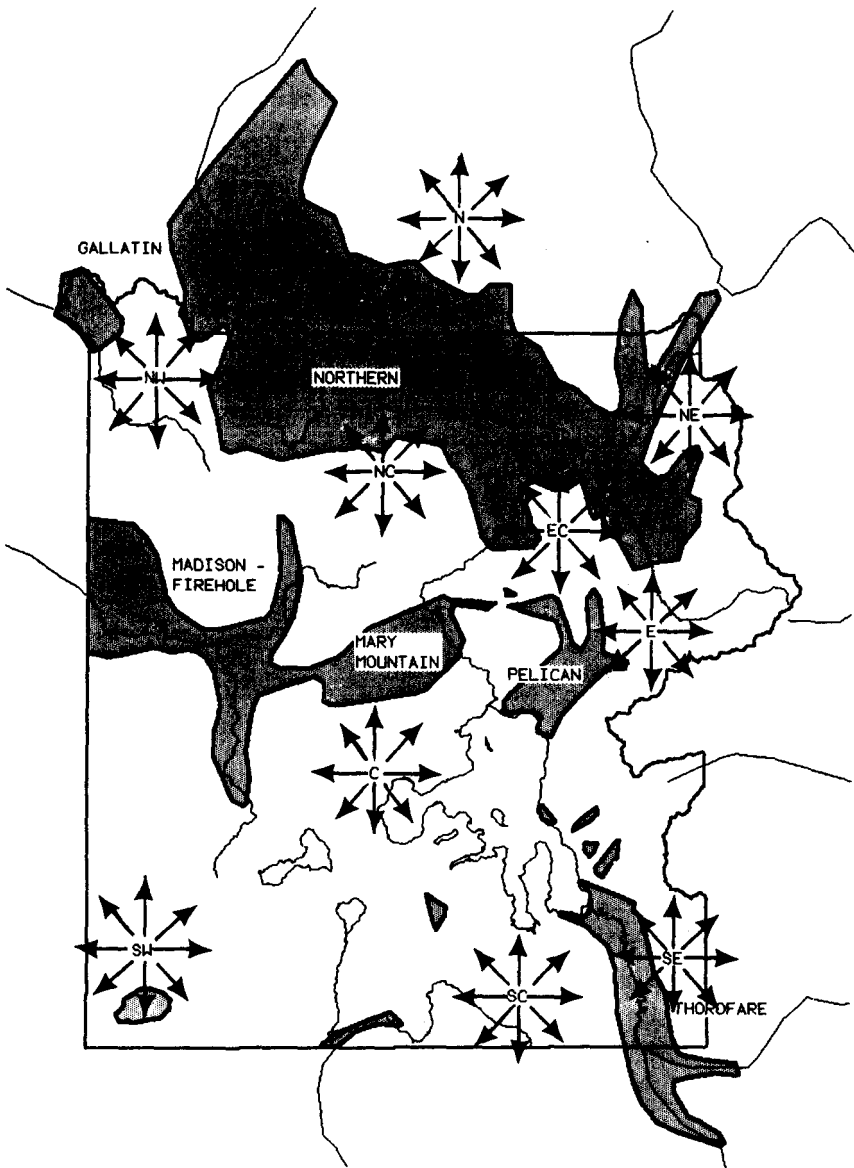 N
GALLATIN
NW
NORTHERN
NE
NC
EC
MADISON -
FIREHOLE
E
MARY
MOUNTAIN
PELICAN
C
SW
SE
SC
THOROFARE